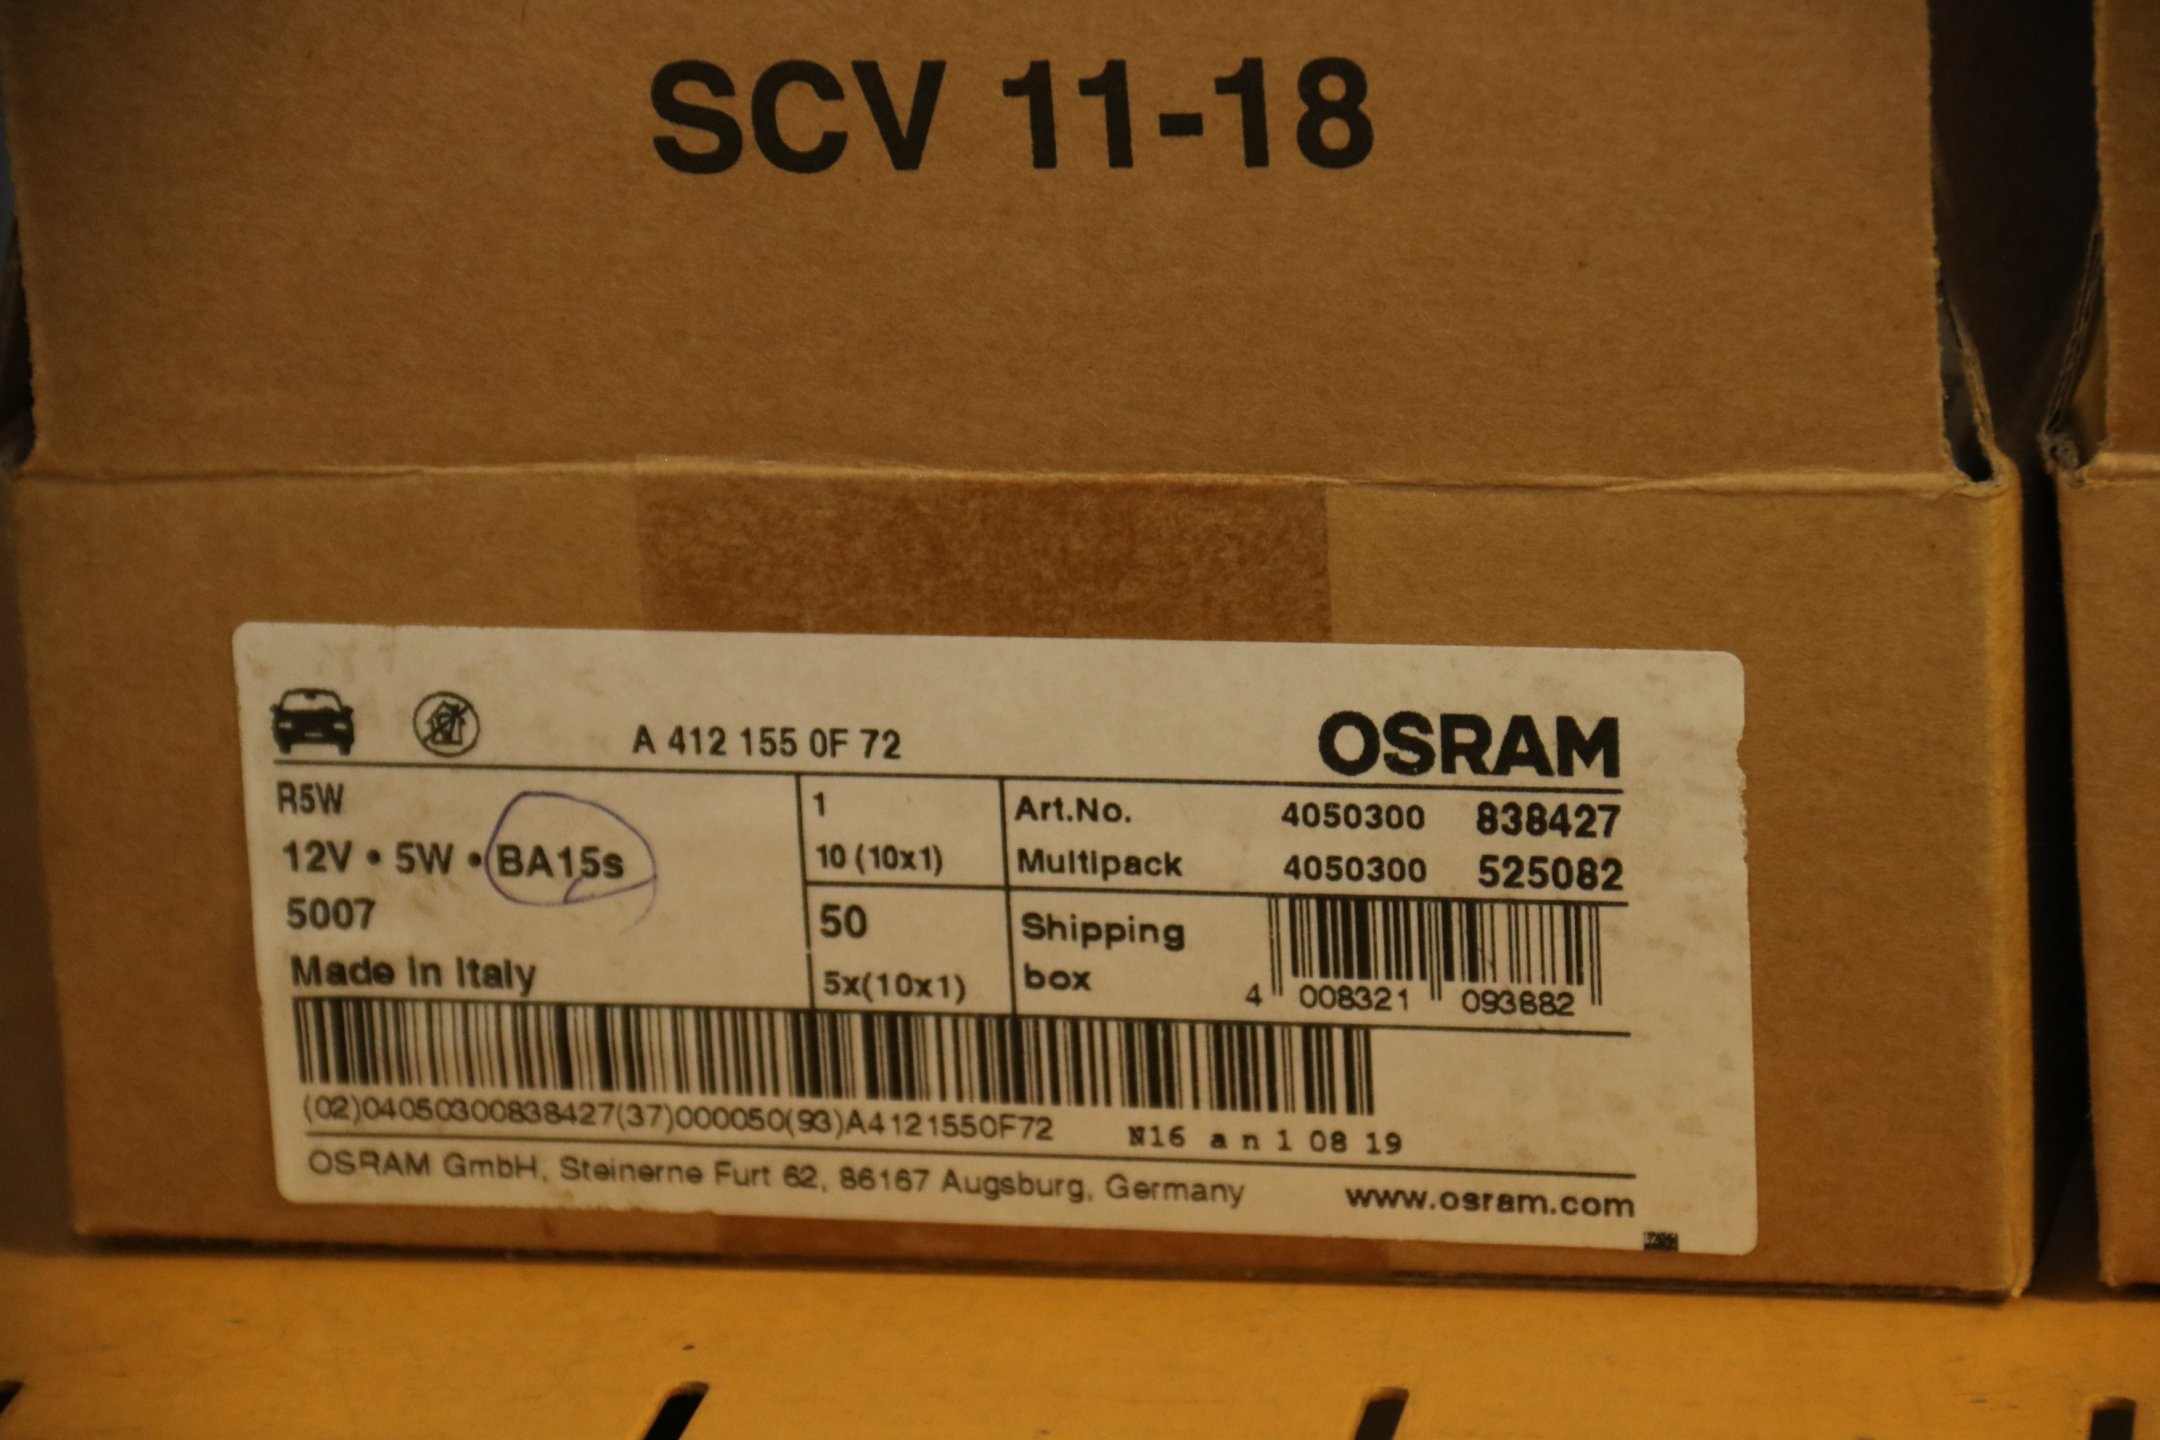 SCV 11-18
A 412 155 0F 72
OSRAM
R5W
12V • 5W • BA15s
5007
Made in Italy
1
10 (10x1)
50
5x(10x1)
Art.No. 4050300 838427
Multipack 4050300 525082
Shipping
box
4 008321 093882
(02)04050300838427(37)000050(93)A4121550F72
N16 a n 1 08 19
OSRAM GmbH, Steinerne Furt 62, 86167 Augsburg, Germany
www.osram.com